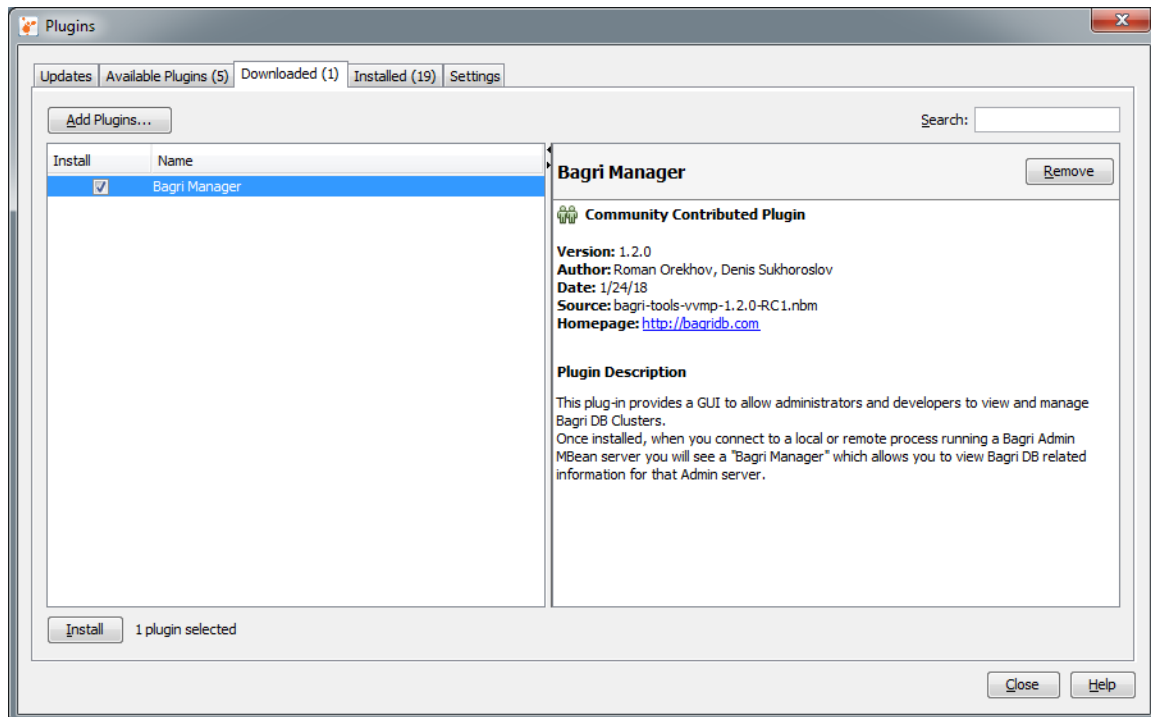 Plugins
Updates Available Plugins (5) Downloaded (1) Installed (19) Settings
Add Plugins... Search:
Install Name
Bagri Manager
Bagri Manager Remove
Community Contributed Plugin
Version: 1.2.0
Author: Roman Orekhov, Denis Sukhoroslov
Date: 1/24/18
Source: bagri-tools-vvmp-1.2.0-RC1.nbm
Homepage: http://bagridb.com
Plugin Description
This plug-in provides a GUI to allow administrators and developers to view and manage
Bagri DB Clusters.
Once installed, when you connect to a local or remote process running a Bagri Admin
MBean server you will see a "Bagri Manager" which allows you to view Bagri DB related
information for that Admin server.
Install 1 plugin selected
Close Help